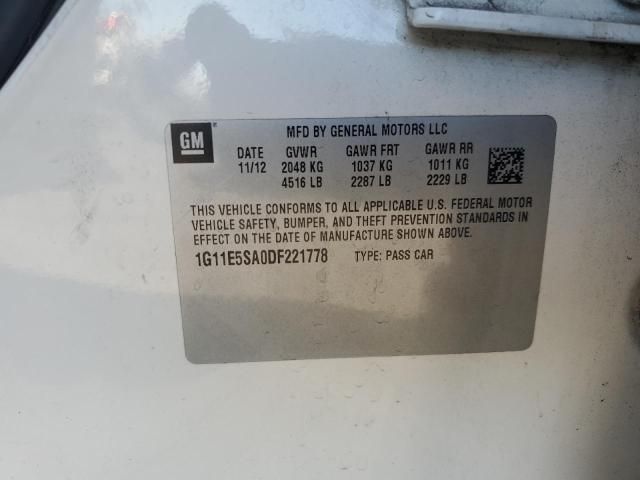 GM
MFD BY GENERAL MOTORS LLC
DATE GVWR GAWR FRT GAWR RR
11/12 2048 KG 1037 KG 1011 KG
4516 LB 2287 LB 2229 LB
THIS VEHICLE CONFORMS TO ALL APPLICABLE U.S. FEDERAL MOTOR
VEHICLE SAFETY, BUMPER, AND THEFT PREVENTION STANDARDS IN
EFFECT ON THE DATE OF MANUFACTURE SHOWN ABOVE.
1G11E5SA0DF221778 TYPE: PASS CAR